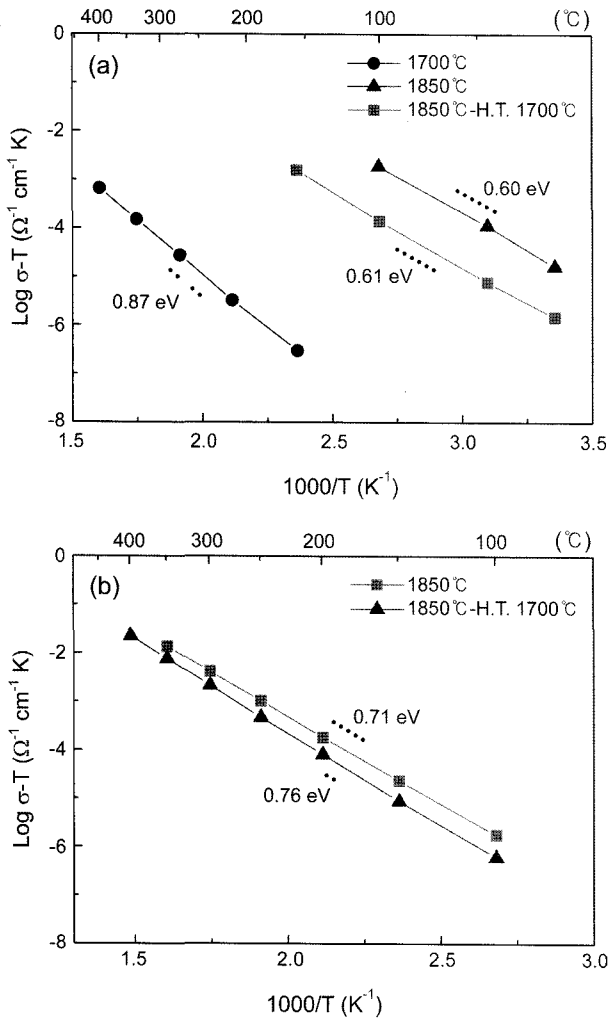 400 300 200 100 (℃)
0
(a)
1700℃
1850℃
1850℃-H.T. 1700℃
-2
0.60 eV
-4
0.61 eV
0.87 eV
-6
-8
Log σ-T (Ω⁻¹ cm⁻¹ K)
1.5 2.0 2.5 3.0 3.5
1000/T (K⁻¹)
400 300 200 100 (℃)
0
(b)
1850℃
1850℃-H.T. 1700℃
-2
0.71 eV
-4
0.76 eV
-6
-8
Log σ-T (Ω⁻¹ cm⁻¹ K)
1.5 2.0 2.5 3.0
1000/T (K⁻¹)